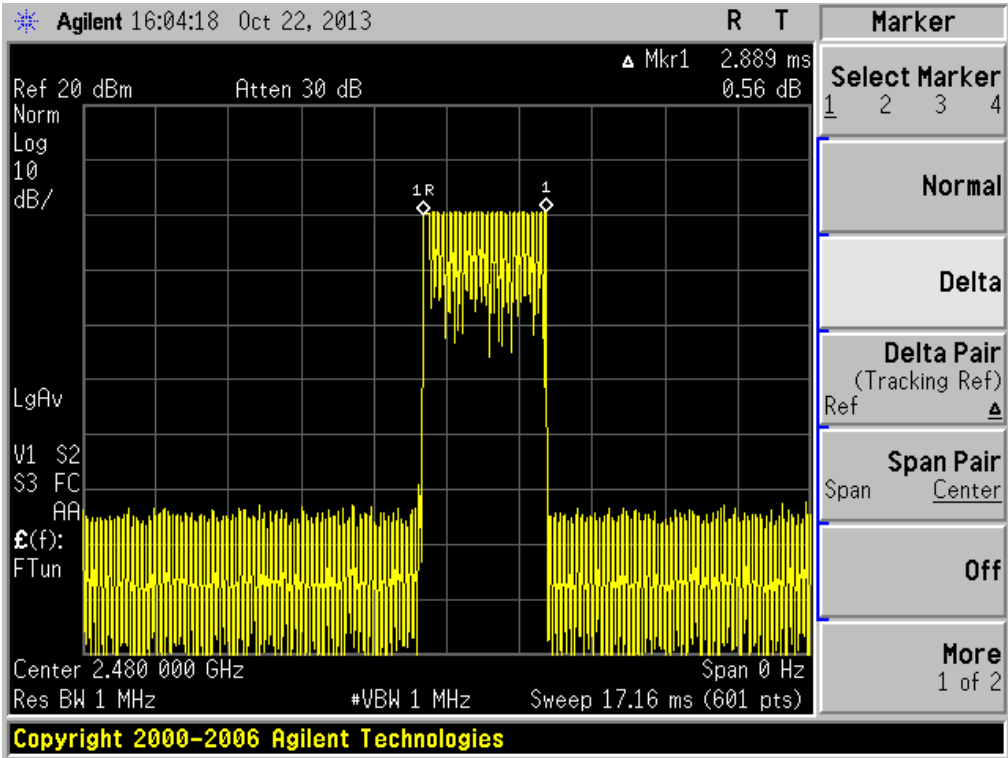 Agilent 16:04:18 Oct 22, 2013 R T
Δ Mkr1 2.889 ms
Ref 20 dBm Atten 30 dB 0.56 dB
Norm
Log
10
dB/
1R 1
LgAv
V1 S2
S3 FC
AA
£(f):
FTun
Center 2.480 000 GHz Span 0 Hz
Res BW 1 MHz #VBW 1 MHz Sweep 17.16 ms (601 pts)
Copyright 2000-2006 Agilent Technologies
Marker
Select Marker
1 2 3 4
Normal
Delta
Delta Pair
(Tracking Ref)
Ref Δ
Span Pair
Span Center
Off
More
1 of 2